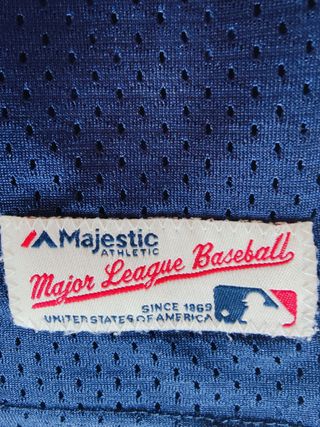 Majestic
ATHLETIC
Major League Baseball
SINCE 1869
UNITED STATES OF AMERICA